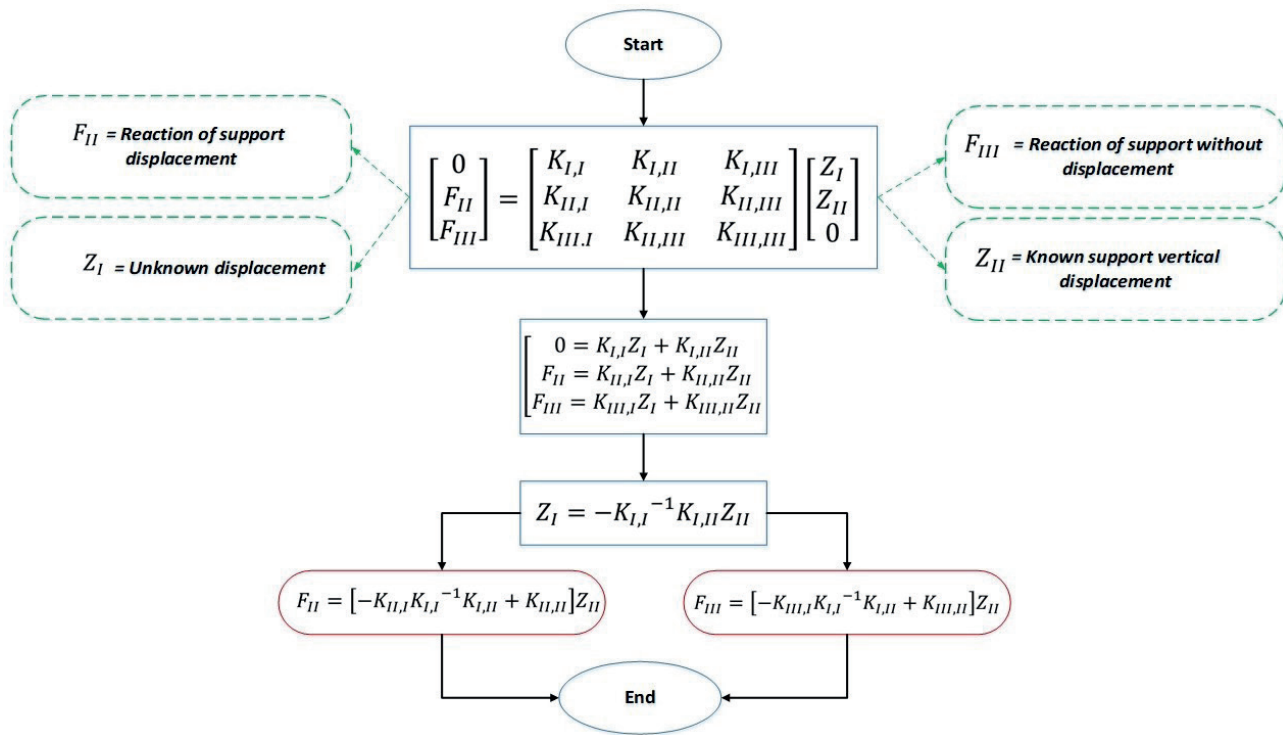 Start
F_{II} = Reaction of support
displacement
Z_I = Unknown displacement
[0 F_{II} F_{III}] = [K_{I,I} K_{I,II} K_{I,III} [Z_I
K_{II,I} K_{II,II} K_{II,III} Z_{II}
K_{III.I} K_{II,III} K_{III,III}] 0]
F_{III} = Reaction of support without
displacement
Z_{II} = Known support vertical
displacement
[0 = K_{I,I}Z_I + K_{I,II}Z_{II}
F_{II} = K_{II,I}Z_I + K_{II,II}Z_{II}
F_{III} = K_{III,I}Z_I + K_{III,II}Z_{II}
Z_I = −K_{I,I}^{−1}K_{I,II}Z_{II}
F_{II} = [−K_{II,I}K_{I,I}^{−1}K_{I,II} + K_{II,II}]Z_{II}
F_{III} = [−K_{III,I}K_{I,I}^{−1}K_{I,II} + K_{III,II}]Z_{II}
End